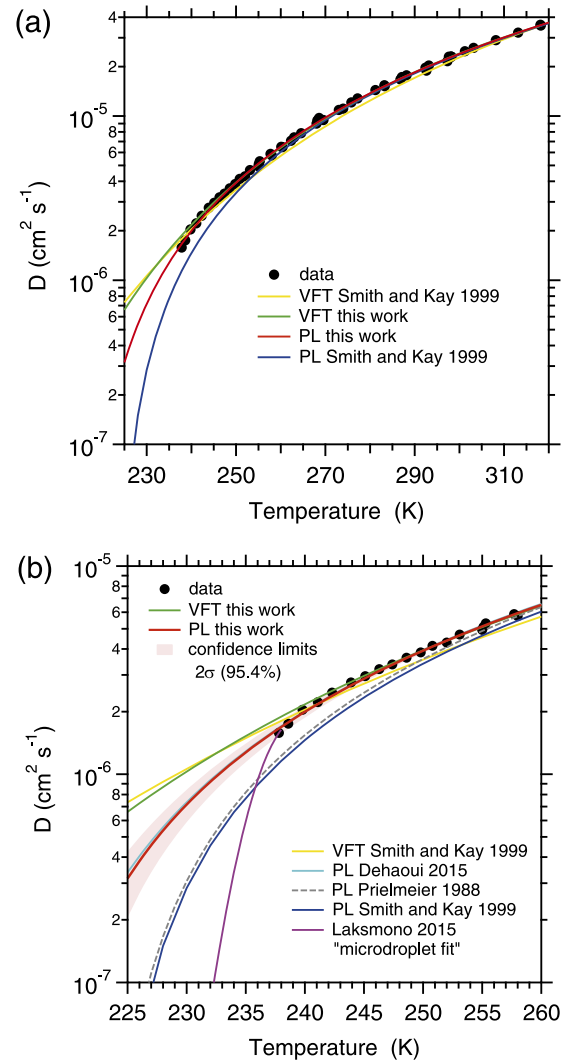 (a)
4
2
10⁻⁵
8
6
4
2
10⁻⁶
8
6
4
2
10⁻⁷
D (cm² s⁻¹)
data
VFT Smith and Kay 1999
VFT this work
PL this work
PL Smith and Kay 1999
230 250 270 290 310
Temperature (K)
(b)
10⁻⁵
8
6
4
2
10⁻⁶
8
6
4
2
10⁻⁷
D (cm² s⁻¹)
data
VFT this work
PL this work
confidence limits
2σ (95.4%)
VFT Smith and Kay 1999
PL Dehaoui 2015
PL Prielmeier 1988
PL Smith and Kay 1999
Laksmono 2015
"microdroplet fit"
225 230 235 240 245 250 255 260
Temperature (K)